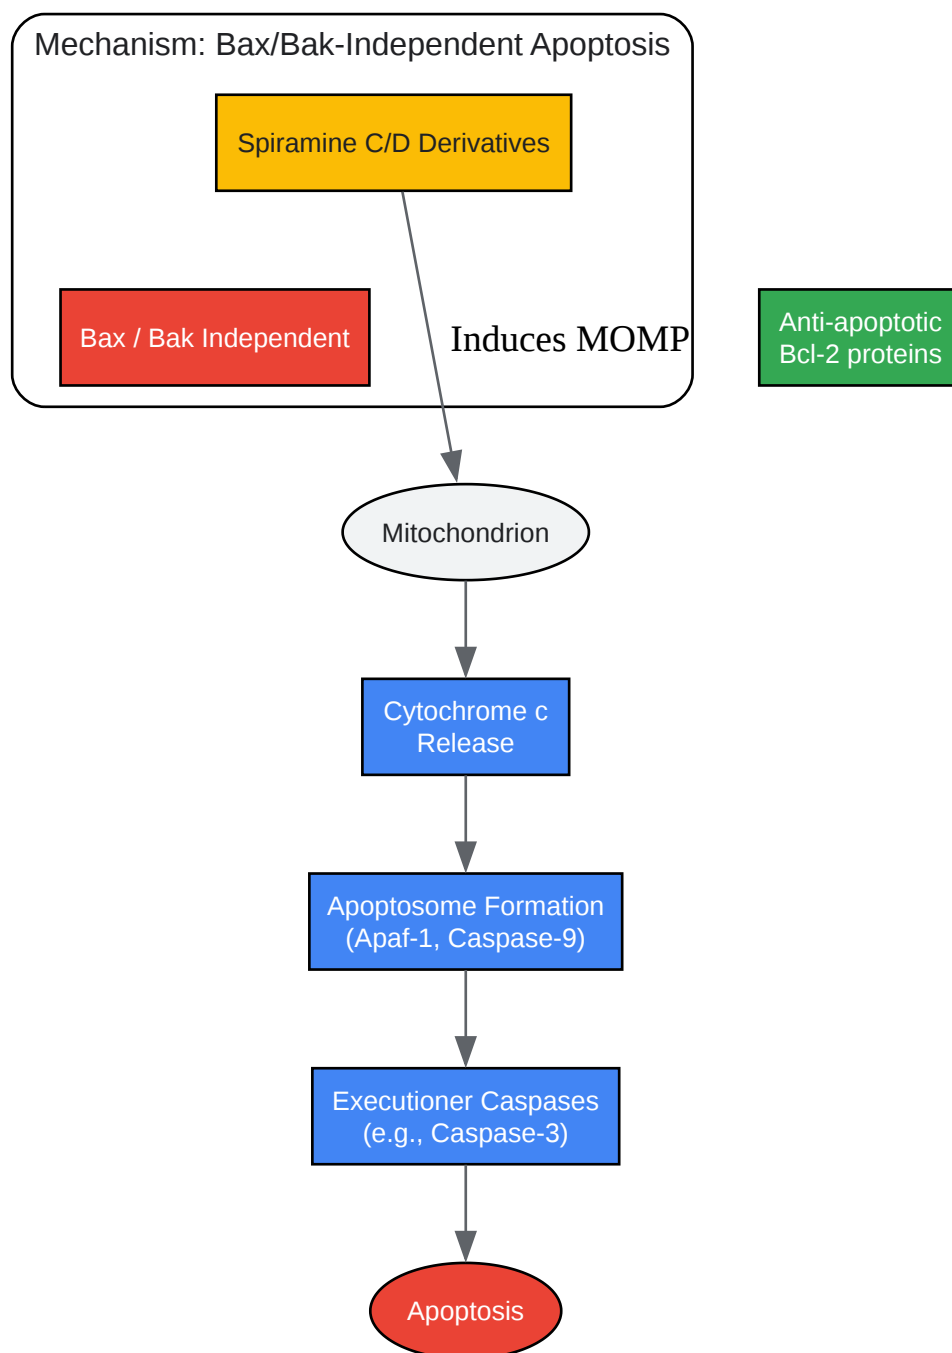 Mechanism: Bax/Bak-Independent Apoptosis
Spiramine C/D Derivatives
Bax / Bak Independent
Induces MOMP
Anti-apoptotic
Bcl-2 proteins
Mitochondrion
Cytochrome c
Release
Apoptosome Formation
(Apaf-1, Caspase-9)
Executioner Caspases
(e.g., Caspase-3)
Apoptosis